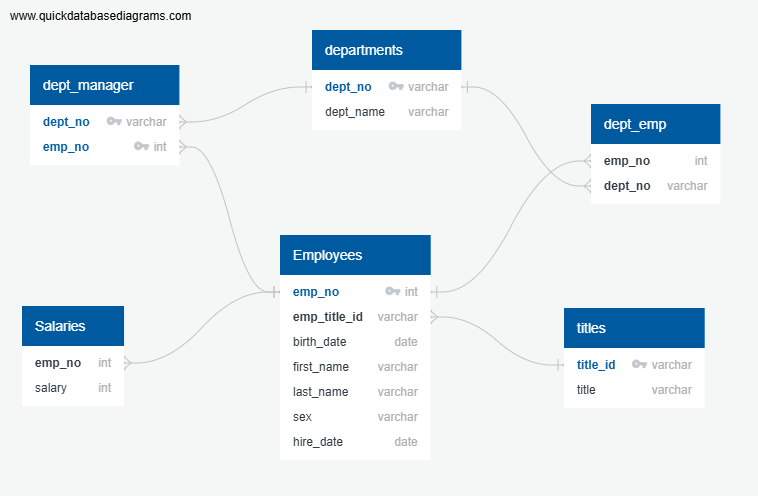 www.quickdatabasediagrams.com
departments
dept_no varchar
dept_name varchar
dept_manager
dept_no varchar
emp_no int
dept_emp
emp_no int
dept_no varchar
Employees
emp_no int
emp_title_id varchar
birth_date date
first_name varchar
last_name varchar
sex varchar
hire_date date
Salaries
emp_no int
salary int
titles
title_id varchar
title varchar